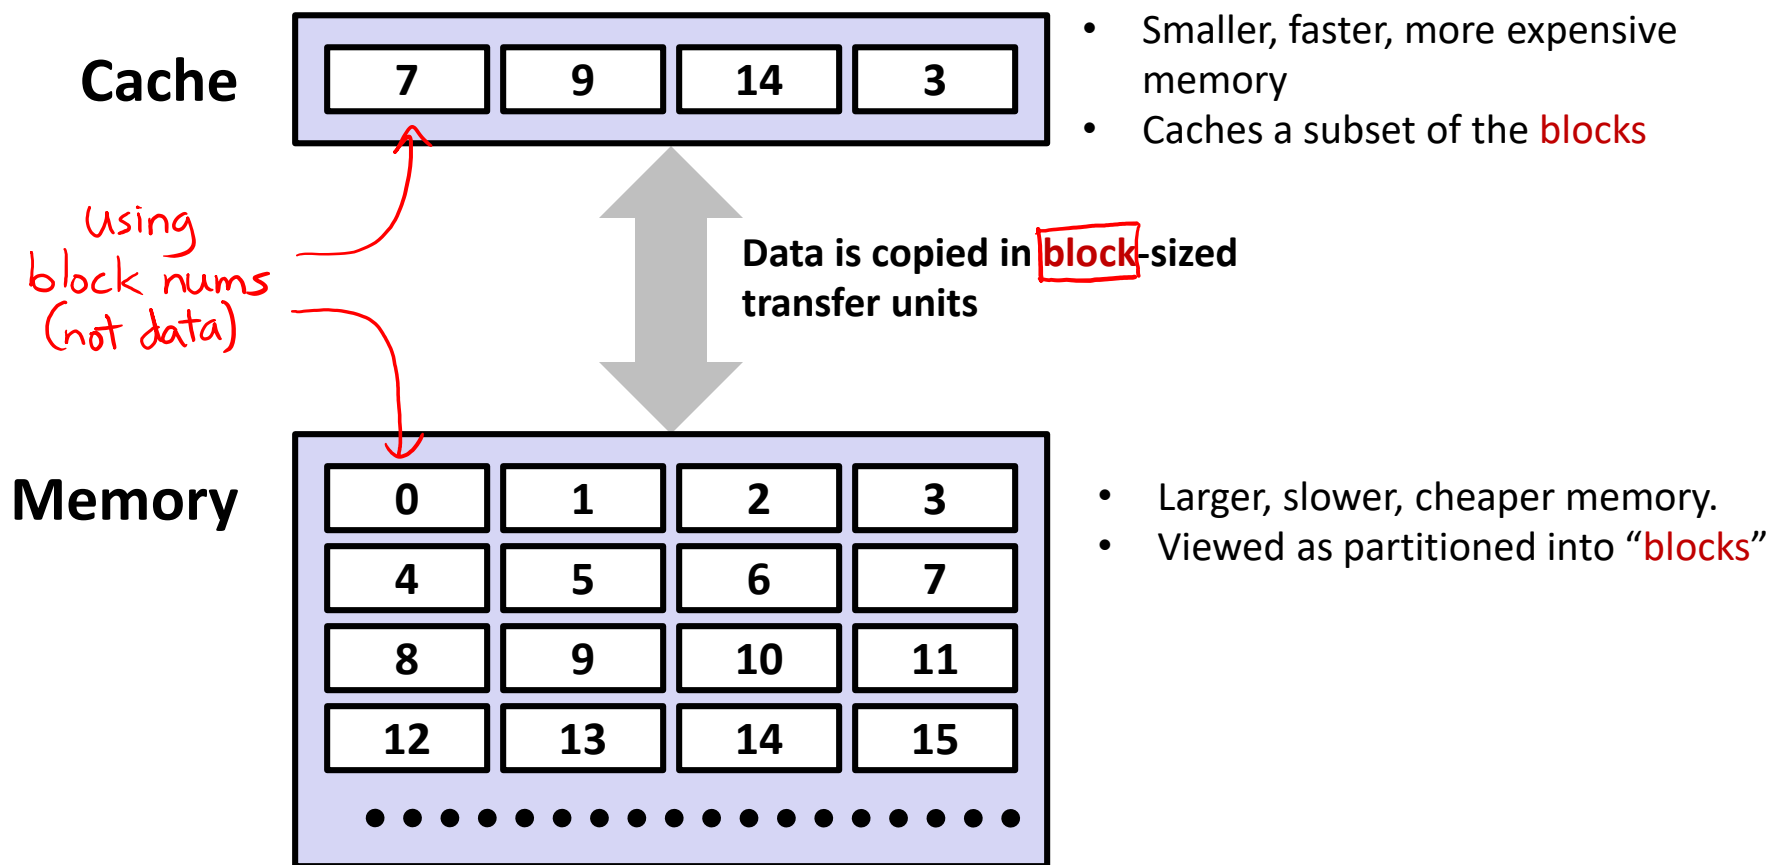 Cache
7 9 14 3
• Smaller, faster, more expensive
memory
• Caches a subset of the blocks
Using
block nums
(not data)
Data is copied in block-sized
transfer units
Memory
0 1 2 3
4 5 6 7
8 9 10 11
12 13 14 15
••••••••••••••••••
• Larger, slower, cheaper memory.
• Viewed as partitioned into “blocks”